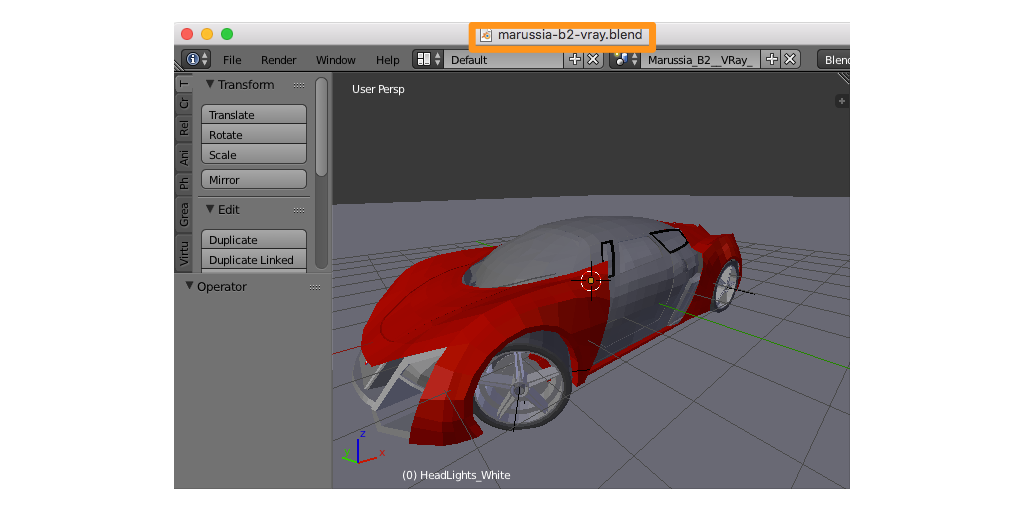 marussia-b2-vray.blend
File Render Window Help Default Marussia_B2__VRay_ Blend
T
Cr
Rel
Ani
Ph
Grea
Virtu
Transform
Translate
Rotate
Scale
Mirror
Edit
Duplicate
Duplicate Linked
Operator
User Persp
z
y
x
(0) HeadLights_White